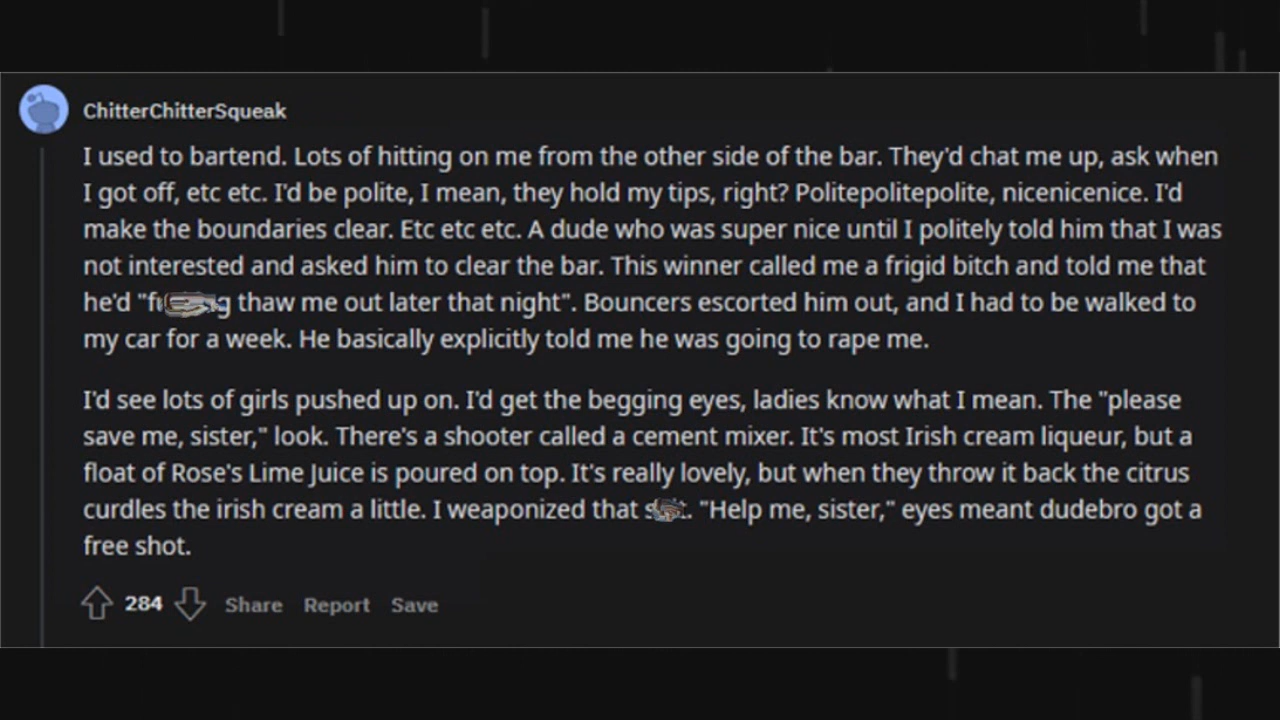 ChitterChitterSqueak
I used to bartend. Lots of hitting on me from the other side of the bar. They'd chat me up, ask when
I got off, etc etc. I'd be polite, I mean, they hold my tips, right? Politepolitepolite, nicenicenice. I'd
make the boundaries clear. Etc etc etc. A dude who was super nice until I politely told him that I was
not interested and asked him to clear the bar. This winner called me a frigid bitch and told me that
he'd " thaw me out later that night". Bouncers escorted him out, and I had to be walked to
my car for a week. He basically explicitly told me he was going to rape me.
I'd see lots of girls pushed up on. I'd get the begging eyes, ladies know what I mean. The "please
save me, sister," look. There's a shooter called a cement mixer. It's most Irish cream liqueur, but a
float of Rose's Lime Juice is poured on top. It's really lovely, but when they throw it back the citrus
curdles the irish cream a little. I weaponized that . "Help me, sister," eyes meant dudebro got a
free shot.
284 Share Report Save